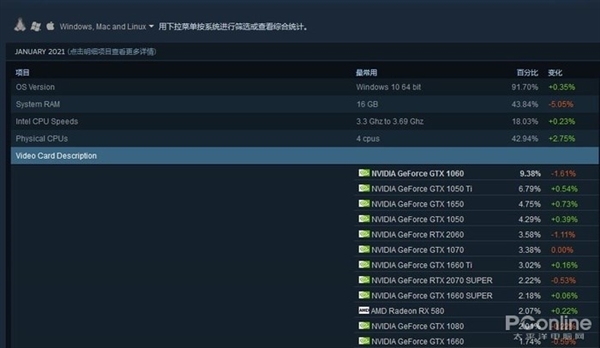 Windows, Mac and Linux 用下拉菜单按系统进行筛选或查看综合统计。
JANUARY 2021 (点击明细项目查看更多详情)
项目 最常用 百分比 变化
OS Version Windows 10 64 bit 91.70% +0.35%
System RAM 16 GB 43.84% -5.05%
Intel CPU Speeds 3.3 Ghz to 3.69 Ghz 18.03% +0.23%
Physical CPUs 4 cpus 42.94% +2.75%
Video Card Description
NVIDIA GeForce GTX 1060 9.38% -1.61%
NVIDIA GeForce GTX 1050 Ti 6.79% +0.54%
NVIDIA GeForce GTX 1650 4.75% +0.73%
NVIDIA GeForce GTX 1050 4.29% +0.39%
NVIDIA GeForce RTX 2060 3.58% -1.11%
NVIDIA GeForce GTX 1070 3.38% 0.00%
NVIDIA GeForce GTX 1660 Ti 3.02% +0.16%
NVIDIA GeForce RTX 2070 SUPER 2.22% -0.53%
NVIDIA GeForce GTX 1660 SUPER 2.18% +0.06%
AMD Radeon RX 580 2.07% +0.22%
NVIDIA GeForce GTX 1080 2.01%
NVIDIA GeForce GTX 1660 1.74%
PConline
太平洋电脑网